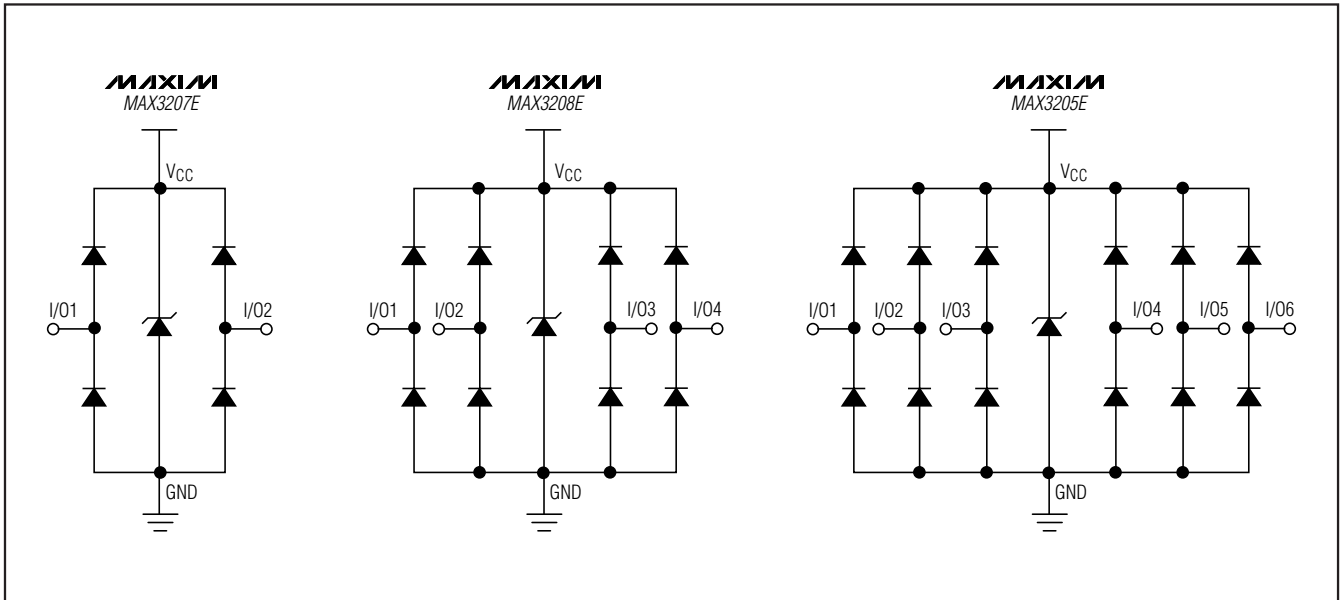 MAXIM
MAX3207E
VCC
I/O1
I/O2
GND
MAXIM
MAX3208E
VCC
I/O1
I/O2
I/O3
I/O4
GND
MAXIM
MAX3205E
VCC
I/O1
I/O2
I/O3
I/O4
I/O5
I/O6
GND